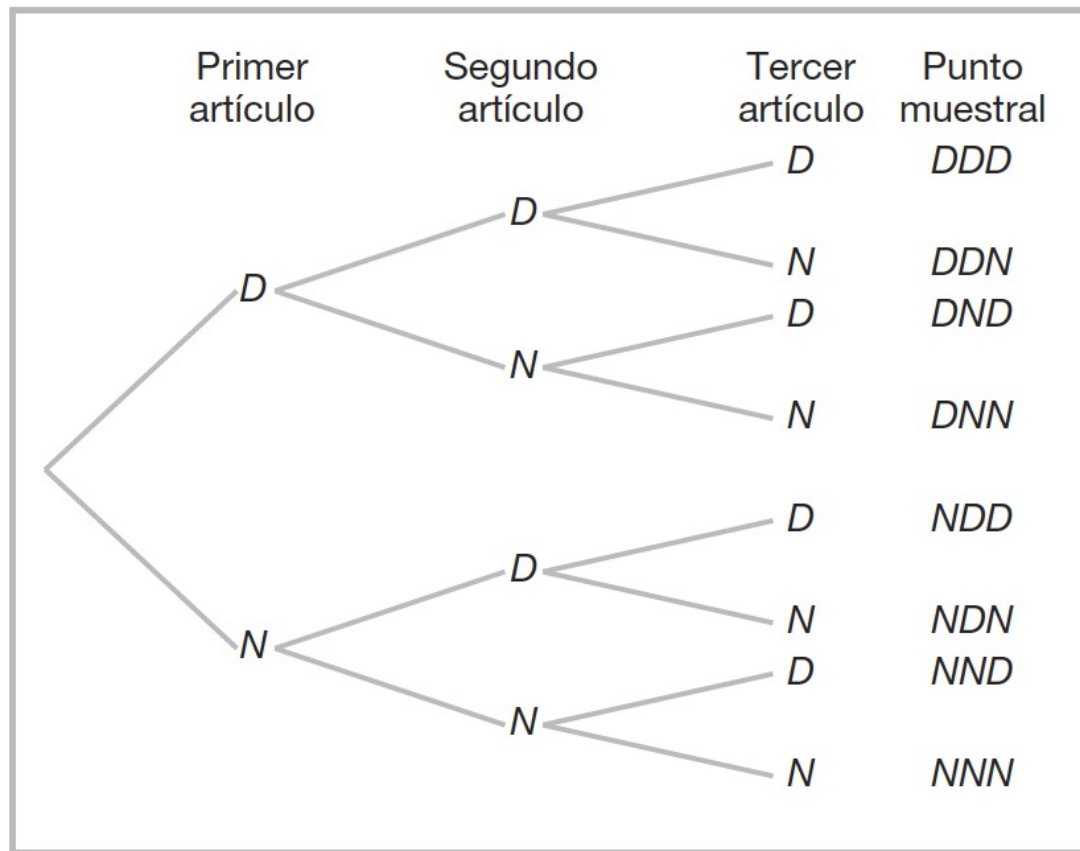 Primer artículo
Segundo artículo
Tercer artículo
Punto muestral
D DDD
D
N DDN
D
D DND
N
N DNN
D NDD
D
N NDN
N
D NND
N
N NNN